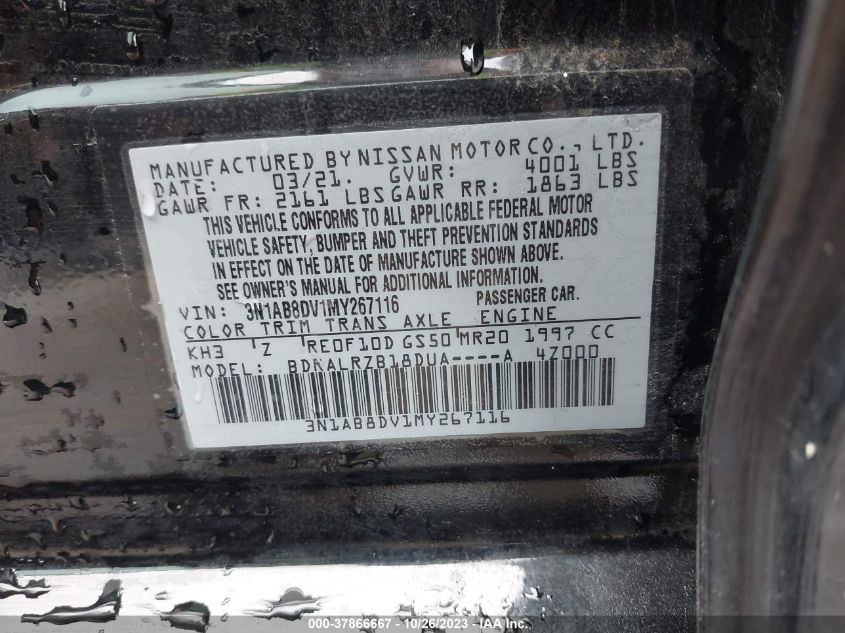 MANUFACTURED BY NISSAN MOTOR CO., LTD.
DATE: 03/21. GVWR: 4001 LBS
GAWR FR: 2161 LBS GAWR RR: 1863 LBS
THIS VEHICLE CONFORMS TO ALL APPLICABLE FEDERAL MOTOR
VEHICLE SAFETY, BUMPER AND THEFT PREVENTION STANDARDS
IN EFFECT ON THE DATE OF MANUFACTURE SHOWN ABOVE.
SEE OWNER'S MANUAL FOR ADDITIONAL INFORMATION.
VIN: 3N1AB8DV1MY267116 PASSENGER CAR.
COLOR TRIM TRANS AXLE ENGINE
KH3 Z RE0F10D GS50 MR20 1997 CC
MODEL: BDRALRZB18DUA----A 4Z000
3N1AB8DV1MY267116
000-37866667 - 10/26/2023 - IAA Inc.